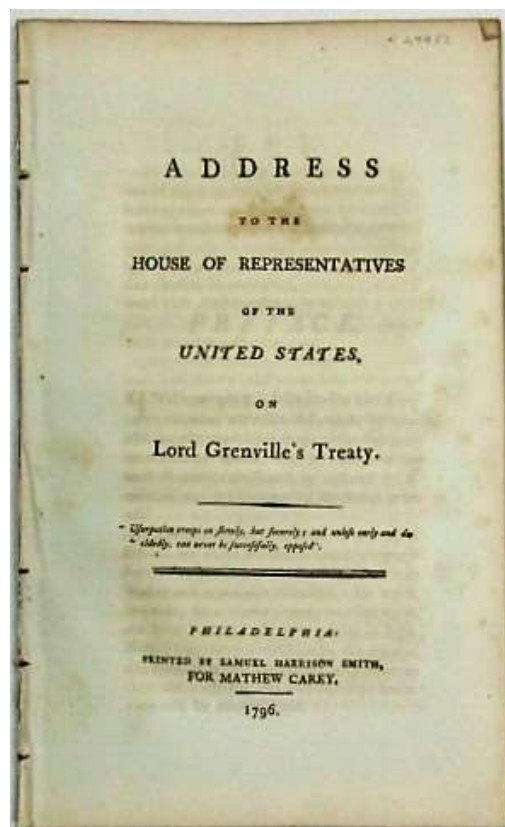 ADDRESS
TO THE
HOUSE OF REPRESENTATIVES
OF THE
UNITED STATES,
ON
Lord Grenville's Treaty.
" Usurpation creeps on slowly, but securely; and unless early and de
" cidedly, can never be successfully, opposed".
PHILADELPHIA:
PRINTED BY SAMUEL HARRISON SMITH,
FOR MATHEW CAREY.
1796.